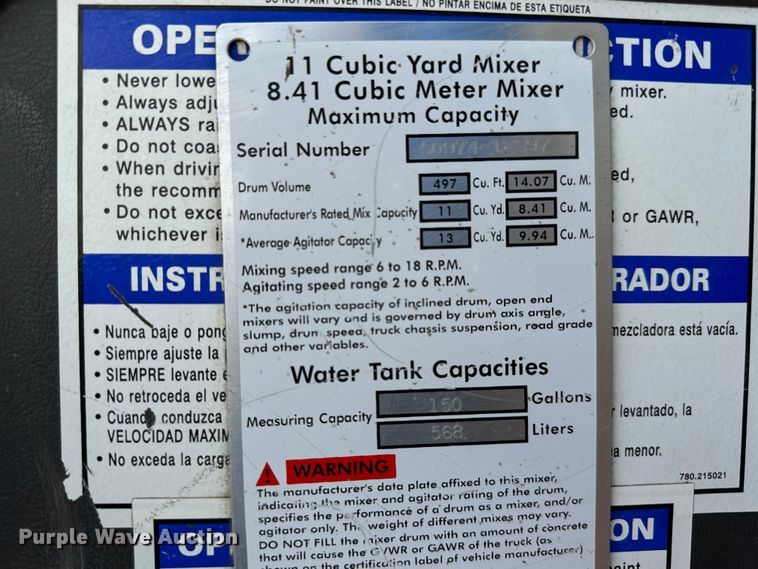 DO NOT PAINT OVER THIS LABEL / NO PINTAR ENCIMA DE ESTA ETIQUETA
OPE CTION
• Never lowe y mixer.
• Always adju ed.
• ALWAYS ra
• Do not coa
• When drivin ed,
the recomm
• Do not exce R or GAWR,
whichever i
INSTR RADOR
• Nunca baje o pong mezcladora está vacía.
• Siempre ajuste la
• SIEMPRE levante e
• No retroceda el ve
• Cuando conduzca levantado, la
VELOCIDAD MAXIM
• No exceda la carga ea menor.
780.215021
OP ON
11 Cubic Yard Mixer
8.41 Cubic Meter Mixer
Maximum Capacity
Serial Number
Drum Volume 497 Cu. Ft. 14.07 Cu. M.
Manufacturer's Rated Mix Capacity 11 Cu. Yd. 8.41 Cu. M.
*Average Agitator Capacity 13 Cu. Yd. 9.94 Cu. M.
Mixing speed range 6 to 18 R.P.M.
Agitating speed range 2 to 6 R.P.M.
*The agitation capacity of inclined drum, open end
mixers will vary and is governed by drum axis angle,
slump, drum speed, truck chassis suspension, road grade
and other variables.
Water Tank Capacities
Measuring Capacity
150 Gallons
568 Liters
WARNING
The manufacturer's data plate affixed to this mixer,
indicating the mixer and agitator rating of the drum,
specifies the performance of a drum as a mixer, and/or
agitator only. The weight of different mixes may vary.
DO NOT FILL the mixer drum with an amount of concrete
that will cause the GVWR or GAWR of the truck (as
shown on the certification label of vehicle manufacturer)
Purple Wave Auction